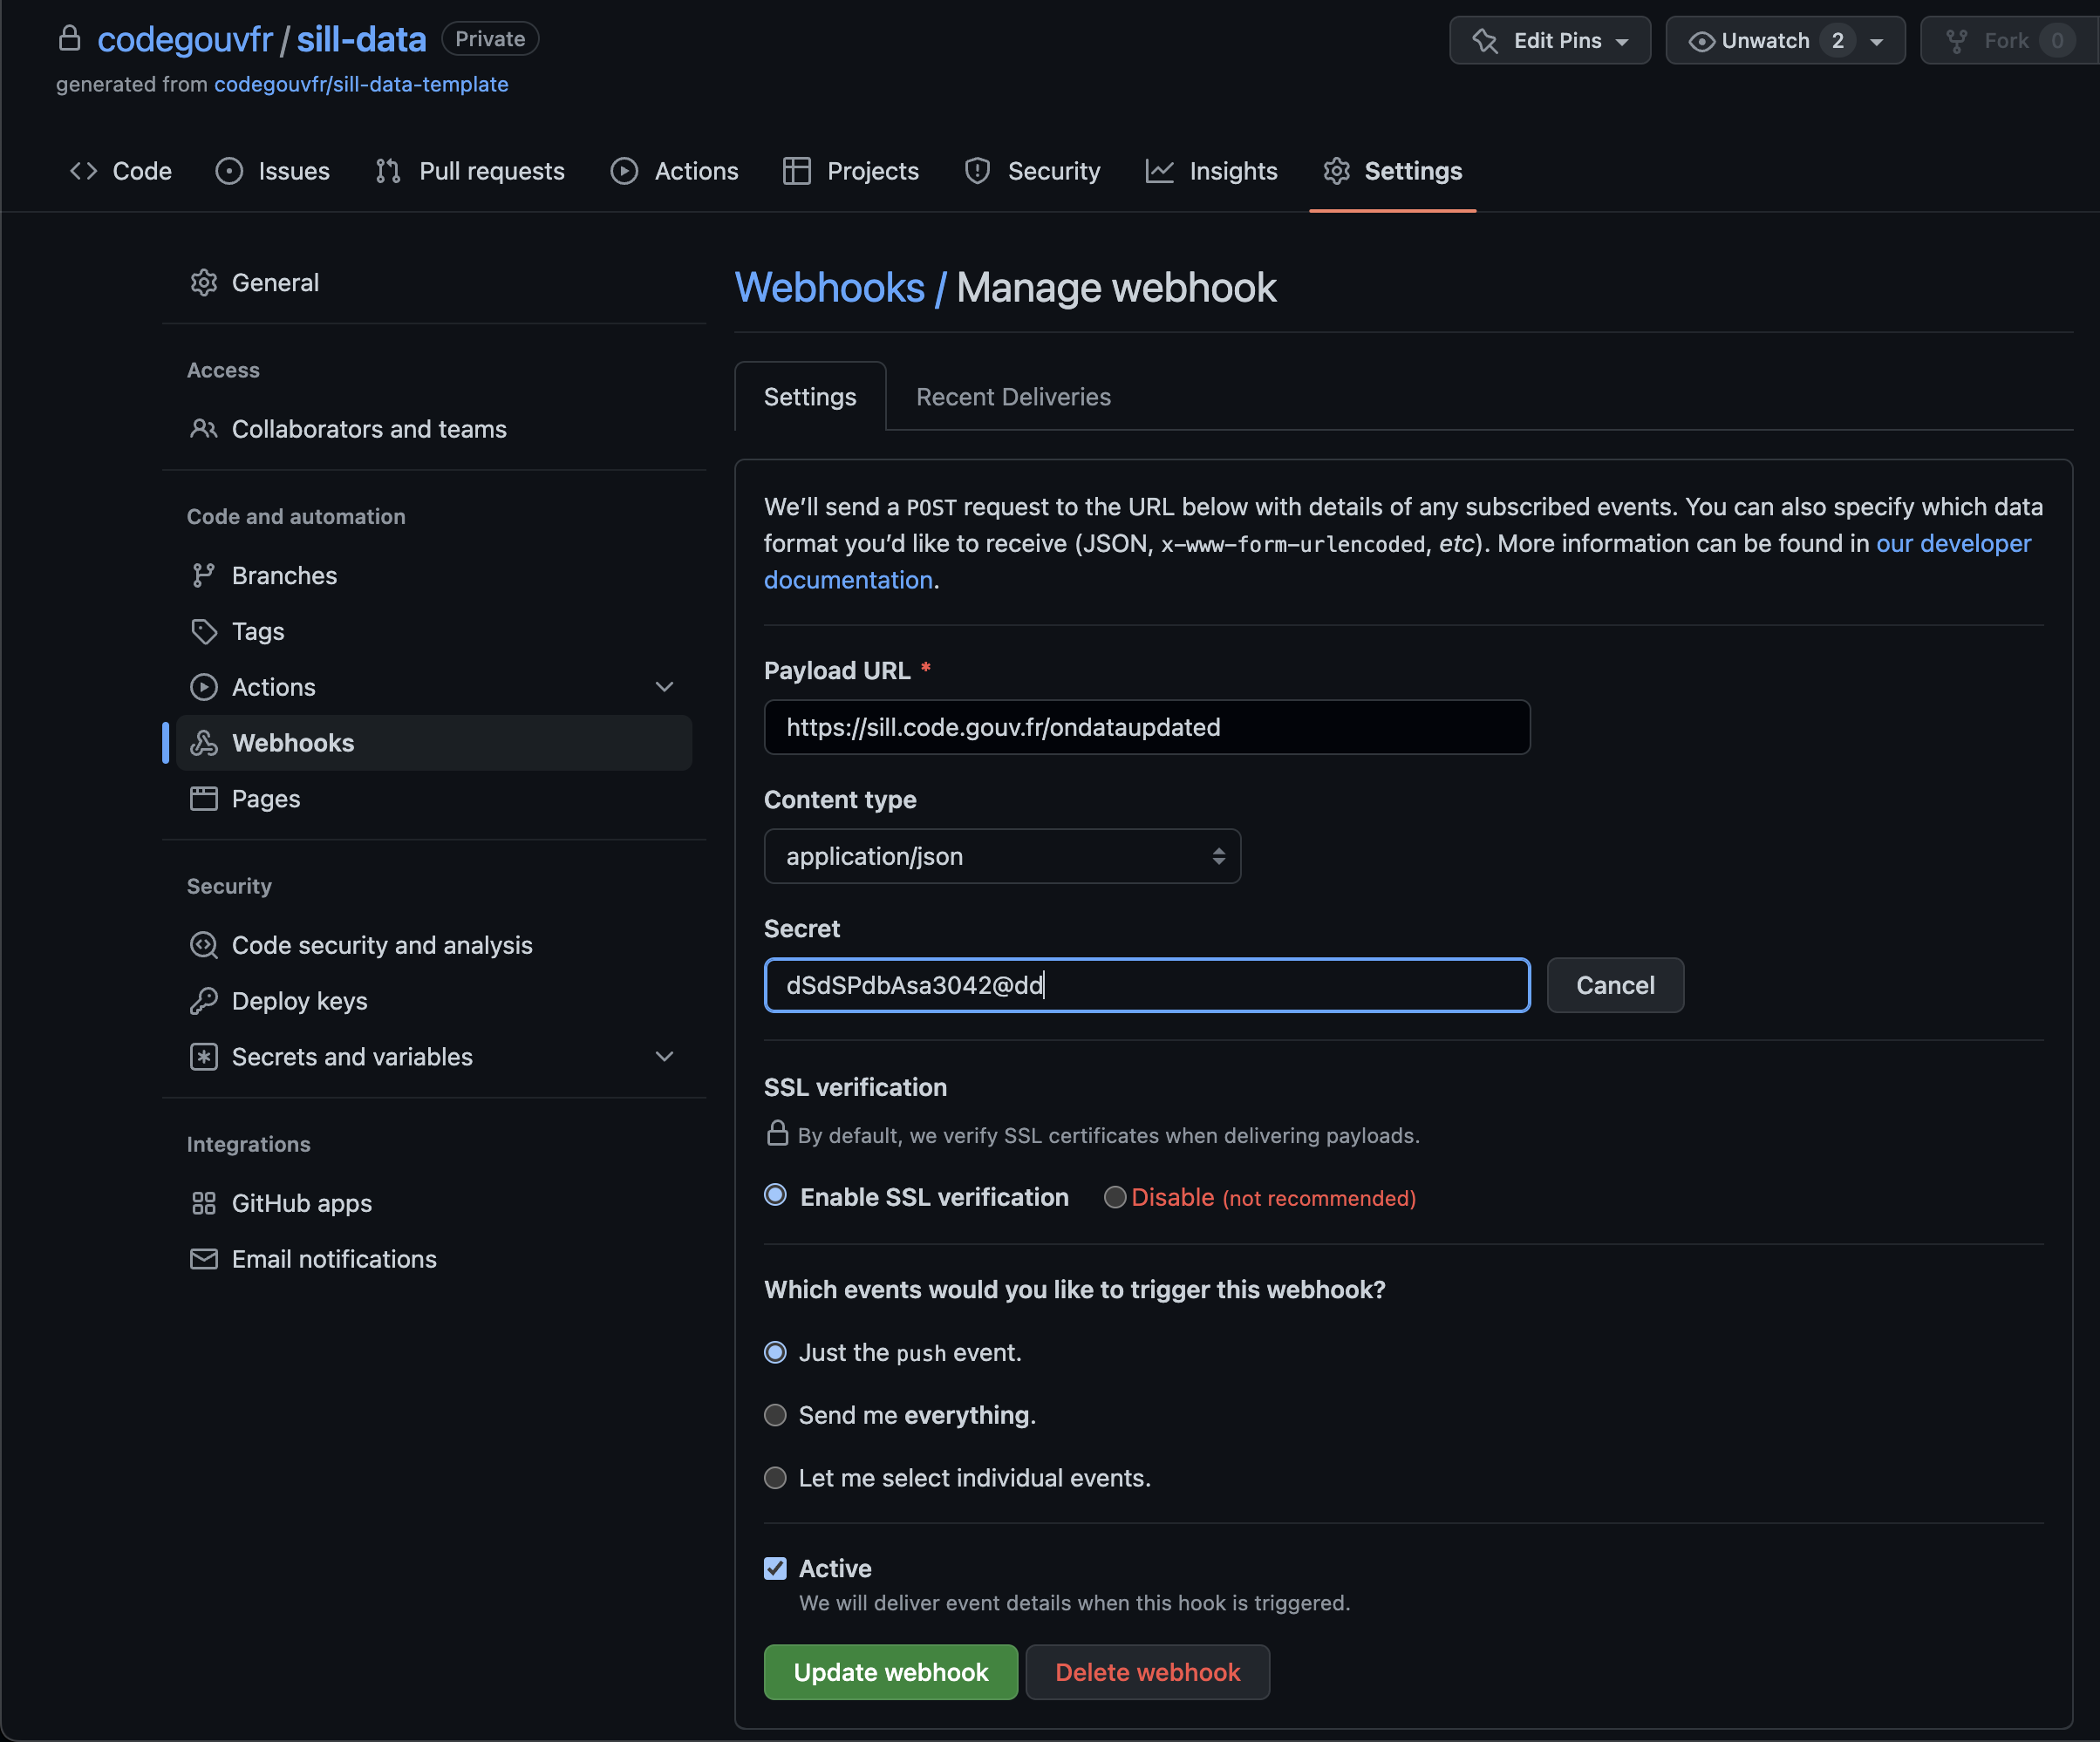 codegouvfr / sill-data Private
Edit Pins
Unwatch 2
Fork 0
generated from codegouvfr/sill-data-template
Code
Issues
Pull requests
Actions
Projects
Security
Insights
Settings
General
Access
Collaborators and teams
Code and automation
Branches
Tags
Actions
Webhooks
Pages
Security
Code security and analysis
Deploy keys
Secrets and variables
Integrations
GitHub apps
Email notifications
Webhooks / Manage webhook
Settings
Recent Deliveries
We’ll send a POST request to the URL below with details of any subscribed events. You can also specify which data
format you’d like to receive (JSON, x-www-form-urlencoded, etc). More information can be found in our developer
documentation.
Payload URL *
https://sill.code.gouv.fr/ondataupdated
Content type
application/json
Secret
dSdSPdbAsa3042@dd
Cancel
SSL verification
By default, we verify SSL certificates when delivering payloads.
Enable SSL verification
Disable (not recommended)
Which events would you like to trigger this webhook?
Just the push event.
Send me everything.
Let me select individual events.
Active
We will deliver event details when this hook is triggered.
Update webhook
Delete webhook